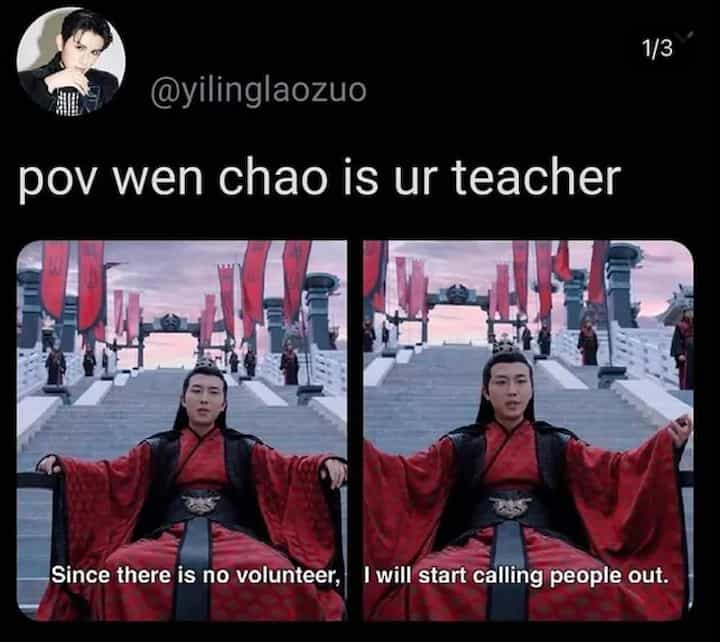 1/3
@yilinglaozuo
pov wen chao is ur teacher
Since there is no volunteer,
I will start calling people out.